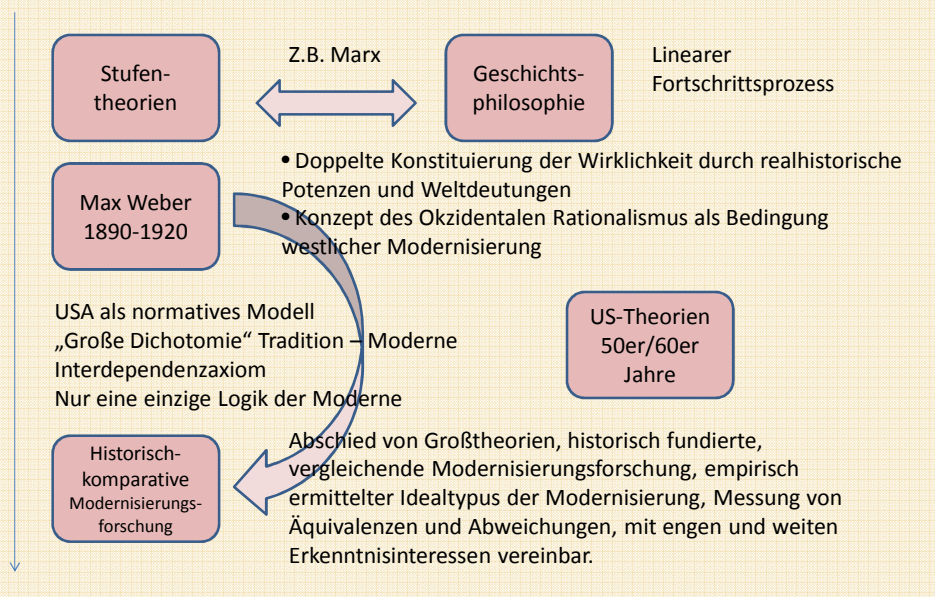 Stufen-
theorien
Z.B. Marx
Geschichts-
philosophie
Linearer
Fortschrittsprozess
Max Weber
1890-1920
• Doppelte Konstituierung der Wirklichkeit durch realhistorische
Potenzen und Weltdeutungen
• Konzept des Okzidentalen Rationalismus als Bedingung
westlicher Modernisierung
USA als normatives Modell
„Große Dichotomie“ Tradition – Moderne
Interdependenzaxiom
Nur eine einzige Logik der Moderne
US-Theorien
50er/60er
Jahre
Historisch-
komparative
Modernisierungs-
forschung
Abschied von Großtheorien, historisch fundierte,
vergleichende Modernisierungsforschung, empirisch
ermittelter Idealtypus der Modernisierung, Messung von
Äquivalenzen und Abweichungen, mit engen und weiten
Erkenntnisinteressen vereinbar.